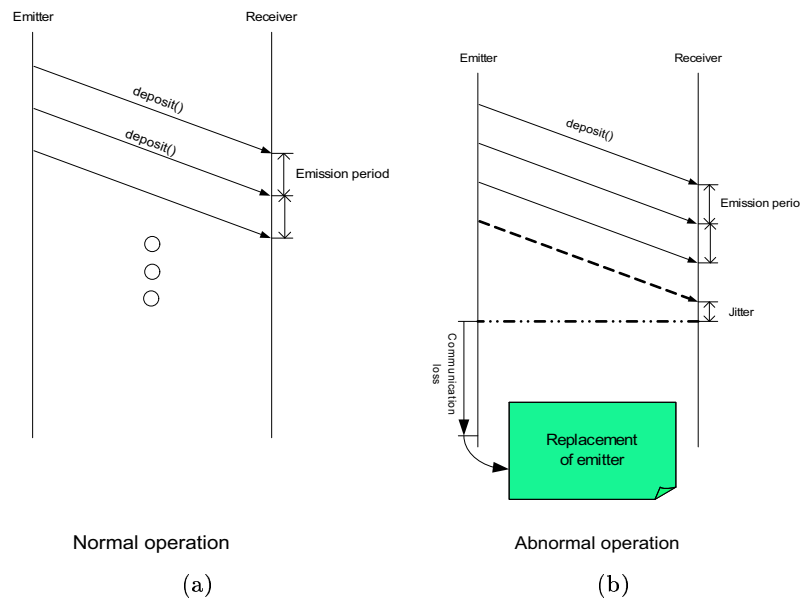 Emitter
Receiver
deposit()
deposit()
Emission period
Normal operation
(a)
Emitter
Receiver
deposit()
Emission perio
Jitter
Communication
loss
Replacement
of emitter
Abnormal operation
(b)